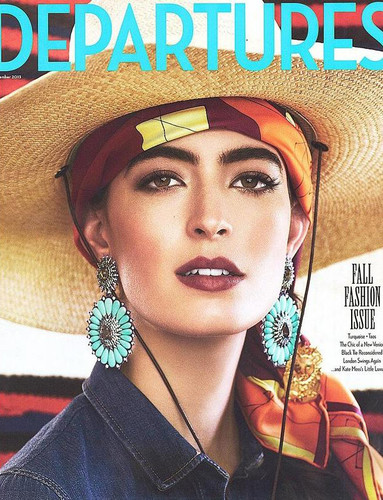 DEPARTURES
FALL
FASHION
ISSUE
Turquoise + Taos
The Chic of a New Venice
Black Tie Reconsidered
London Swings Again
...and Kate Moss's Little Luxuries